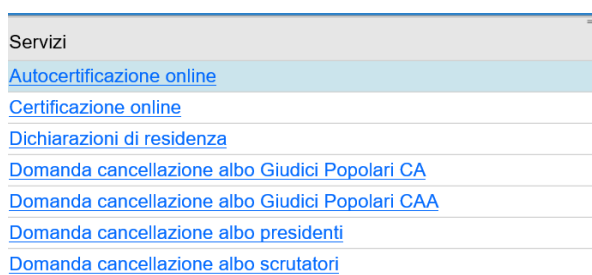 Servizi
Autocertificazione online
Certificazione online
Dichiarazioni di residenza
Domanda cancellazione albo Giudici Popolari CA
Domanda cancellazione albo Giudici Popolari CAA
Domanda cancellazione albo presidenti
Domanda cancellazione albo scrutatori